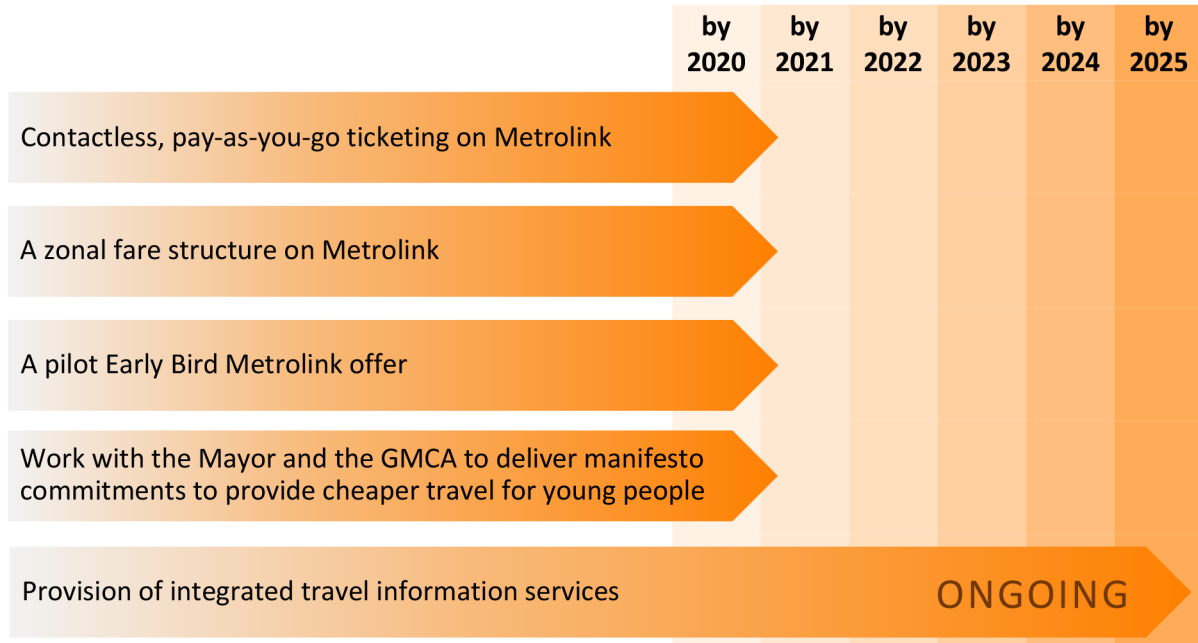 by by by by by by
2020 2021 2022 2023 2024 2025
Contactless, pay-as-you-go ticketing on Metrolink
A zonal fare structure on Metrolink
A pilot Early Bird Metrolink offer
Work with the Mayor and the GMCA to deliver manifesto
commitments to provide cheaper travel for young people
Provision of integrated travel information services ONGOING